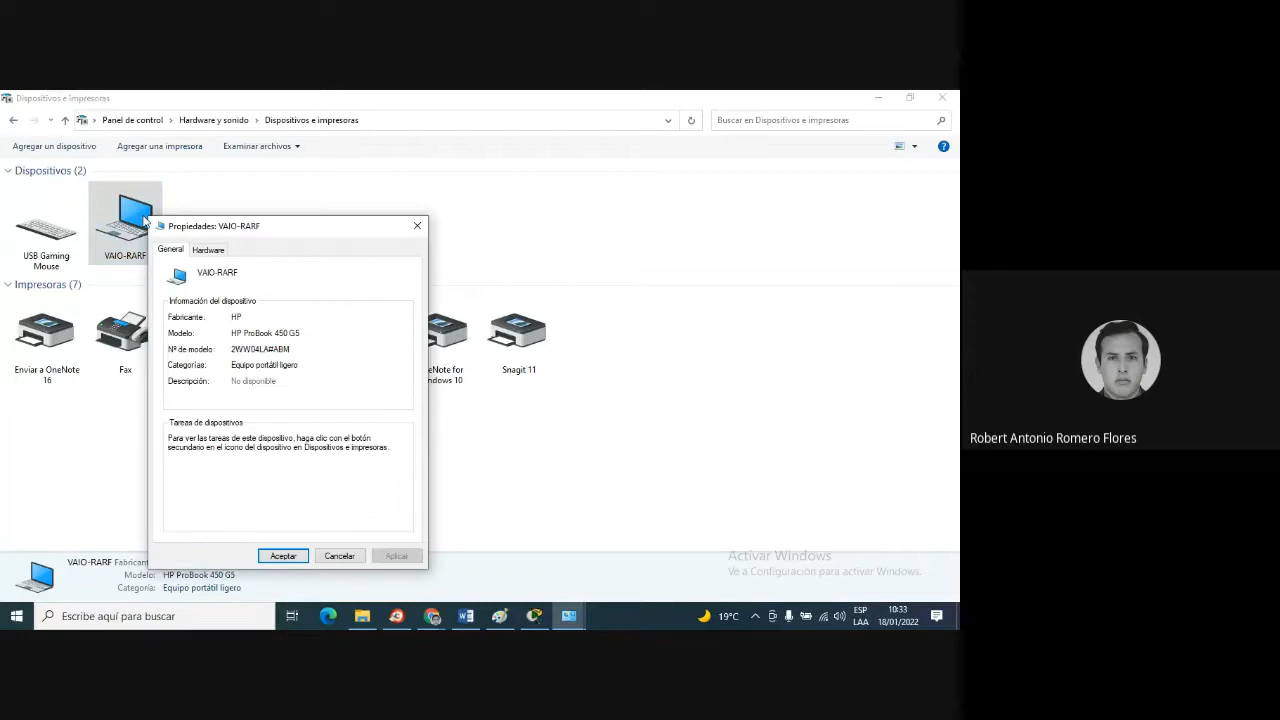 Dispositivos e impresoras
Panel de control
Hardware y sonido
Dispositivos e impresoras
Buscar en Dispositivos e impresoras
Agregar un dispositivo
Agregar una impresora
Examinar archivos
Dispositivos (2)
USB Gaming
Mouse
VAIO-RARF
Impresoras (7)
Enviar a OneNote
16
Fax
eNote for
ndows 10
Snagit 11
Propiedades: VAIO-RARF
General
Hardware
VAIO-RARF
Información del dispositivo
Fabricante: HP
Modelo: HP ProBook 450 G5
Nº de modelo: 2WW04LA#ABM
Categorías: Equipo portátil ligero
Descripción: No disponible
Tareas de dispositivos
Para ver las tareas de este dispositivo, haga clic con el botón
secundario en el icono del dispositivo en Dispositivos e impresoras.
Aceptar
Cancelar
Aplicar
VAIO-RARF Fabricant
Modelo: HP ProBook 450 G5
Categoría: Equipo portátil ligero
Activar Windows
Ve a Configuración para activar Windows.
Escribe aquí para buscar
19°C
ESP
LAA
10:33
18/01/2022
Robert Antonio Romero Flores